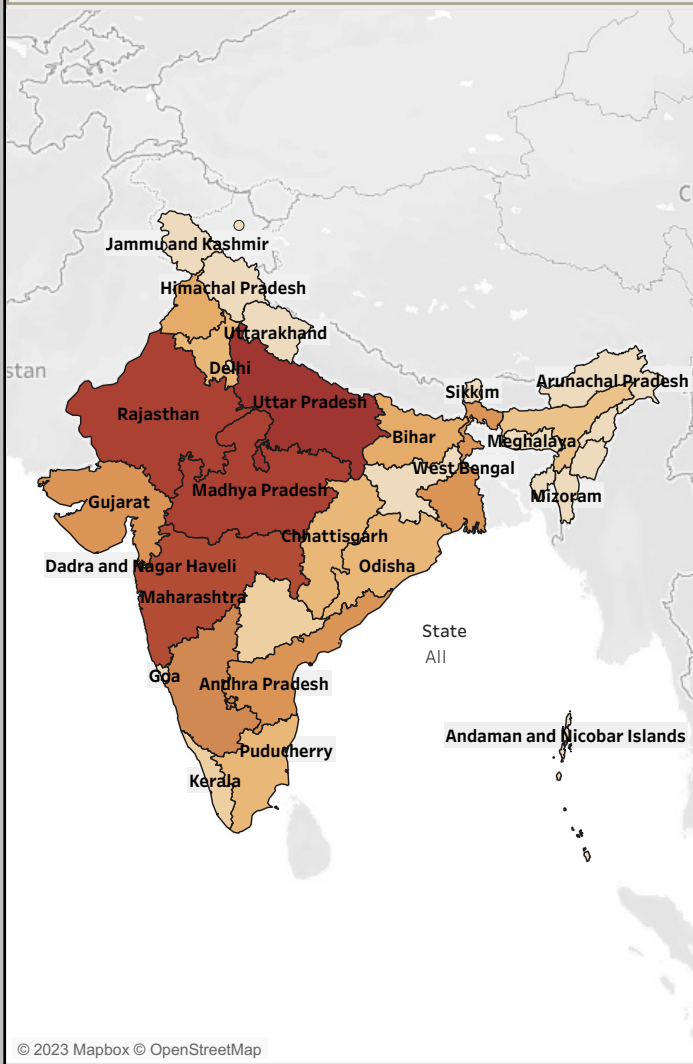 Jammu and Kashmir
Himachal Pradesh
Uttarakhand
stan
Delhi
Sikkim
Arunachal Pradesh
Uttar Pradesh
Rajasthan
Bihar
Meghalaya
West Bengal
Madhya Pradesh
Mizoram
Gujarat
Chhattisgarh
Dadra and Nagar Haveli
Odisha
Maharashtra
State
All
Goa
Andhra Pradesh
Andaman and Nicobar Islands
Puducherry
Kerala
© 2023 Mapbox © OpenStreetMap